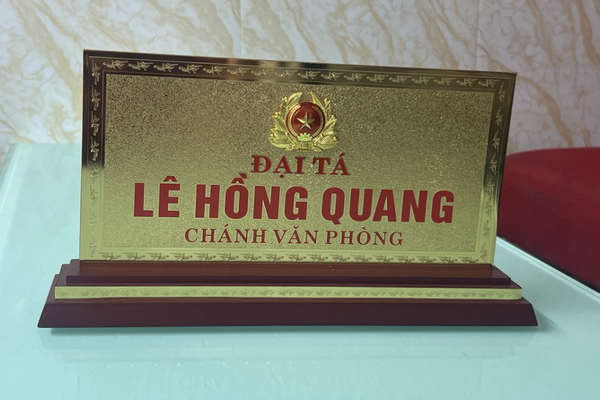 ĐẠI TÁ
LÊ HỒNG QUANG
CHÁNH VĂN PHÒNG